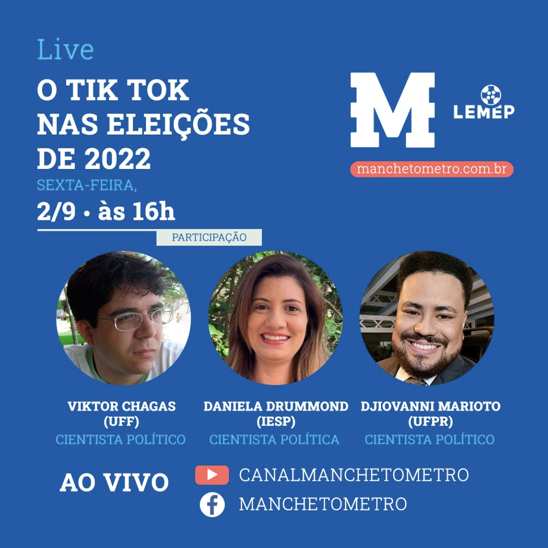 Live
O TIK TOK
NAS ELEIÇÕES
DE 2022
SEXTA-FEIRA,
2/9 • às 16h
M
LEMEP
manchetometro.com.br
PARTICIPAÇÃO
VIKTOR CHAGAS
(UFF)
CIENTISTA POLÍTICO
DANIELA DRUMMOND
(IESP)
CIENTISTA POLÍTICA
DJIOVANNI MARIOTO
(UFPR)
CIENTISTA POLÍTICO
AO VIVO
CANALMANCHETOMETRO
MANCHETOMETRO